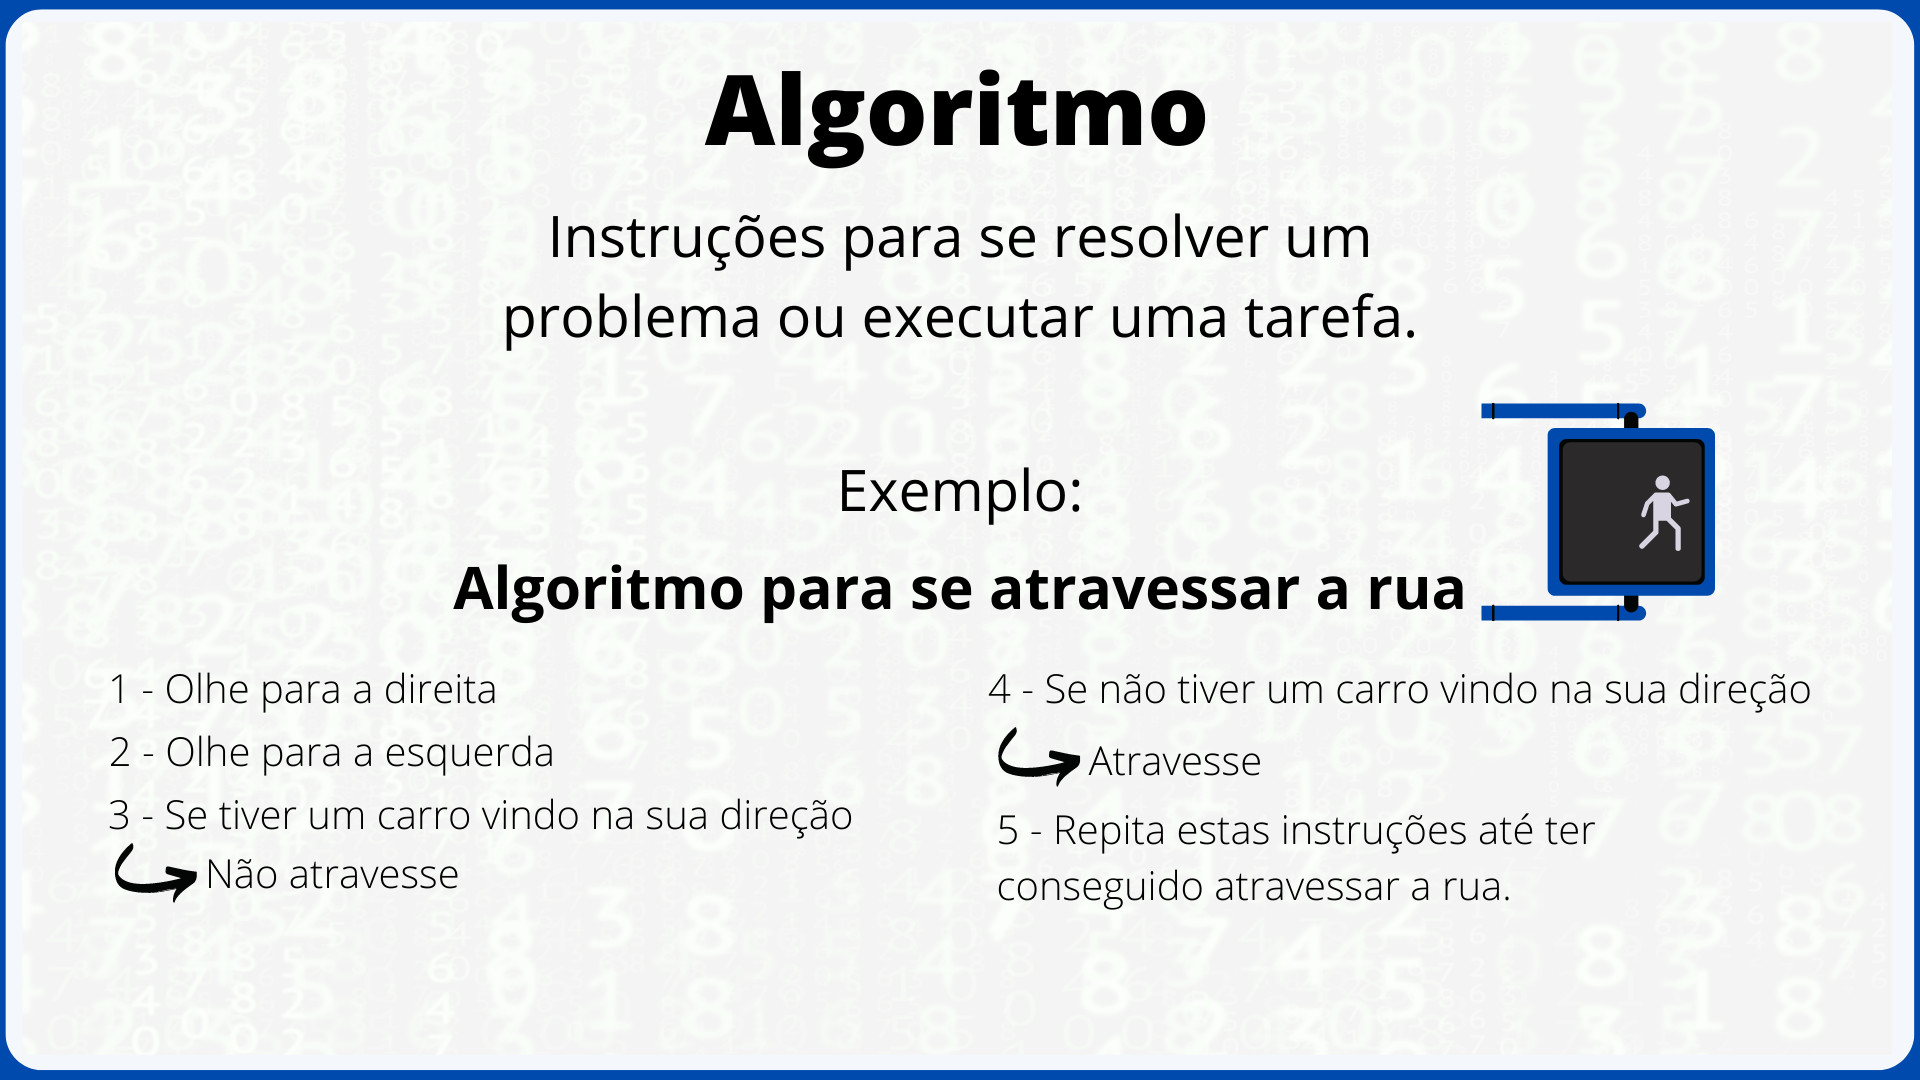 Algoritmo
Instruções para se resolver um
problema ou executar uma tarefa.
Exemplo:
Algoritmo para se atravessar a rua
1 - Olhe para a direita
2 - Olhe para a esquerda
3 - Se tiver um carro vindo na sua direção
Não atravesse
4 - Se não tiver um carro vindo na sua direção
Atravesse
5 - Repita estas instruções até ter
conseguido atravessar a rua.